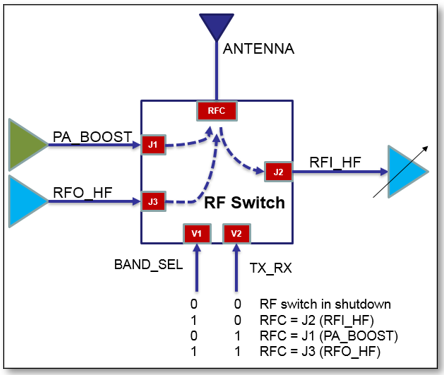 ANTENNA
RFC
PA_BOOST
J1
RFI_HF
J2
RFO_HF
J3
RF Switch
V1 V2
BAND_SEL TX_RX
0 0 RF switch in shutdown
1 0 RFC = J2 (RFI_HF)
0 1 RFC = J1 (PA_BOOST)
1 1 RFC = J3 (RFO_HF)